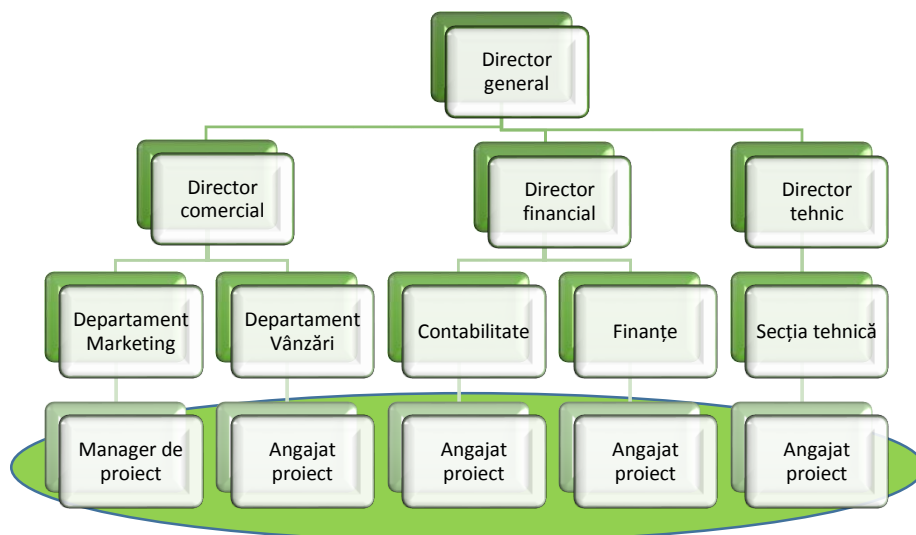 Director
general
Director
comercial
Director
financial
Director
tehnic
Departament
Marketing
Departament
Vânzări
Contabilitate
Finanțe
Secția tehnică
Manager de
proiect
Angajat
proiect
Angajat
proiect
Angajat
proiect
Angajat
proiect